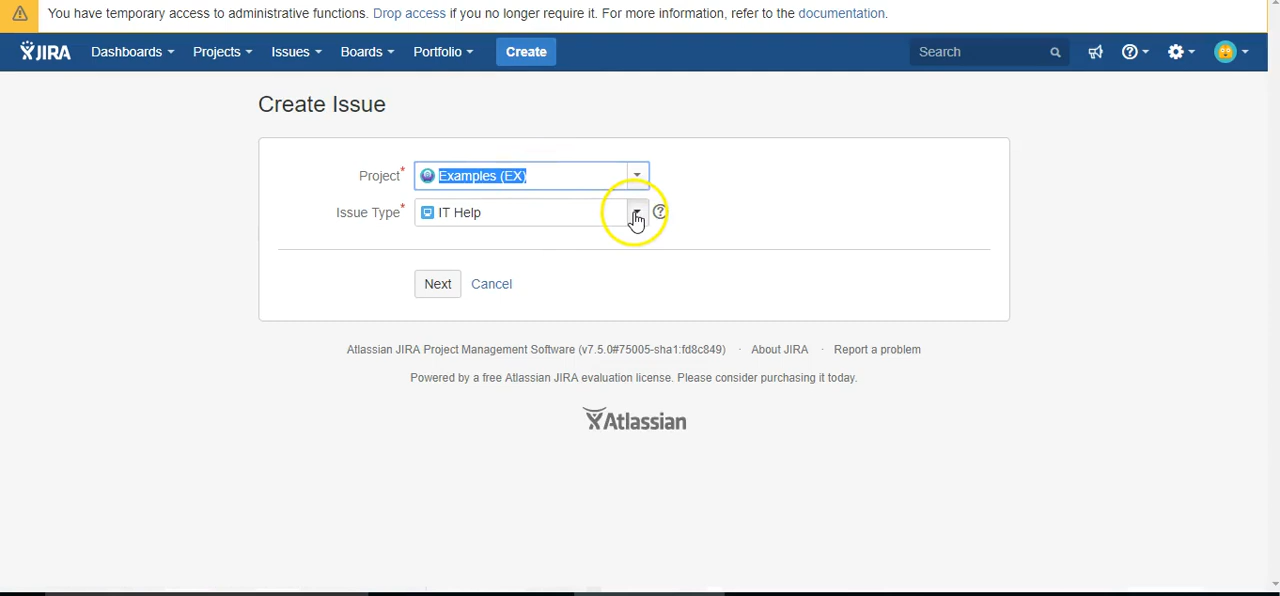 You have temporary access to administrative functions. Drop access if you no longer require it. For more information, refer to the documentation.
JIRA Dashboards Projects Issues Boards Portfolio Create Search
Create Issue
Project* Examples (EX)
Issue Type* IT Help
Next Cancel
Atlassian JIRA Project Management Software (v7.5.0#75005-sha1:fd8c849) · About JIRA · Report a problem
Powered by a free Atlassian JIRA evaluation license. Please consider purchasing it today.
Atlassian